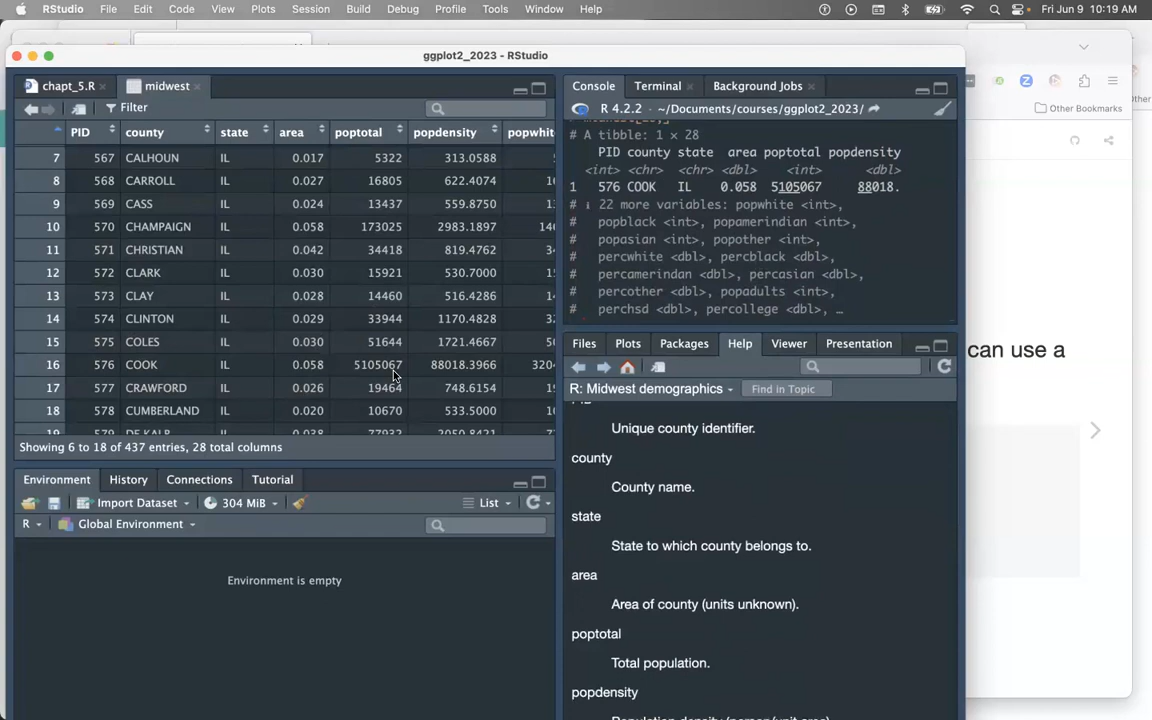 RStudio File Edit Code View Plots Session Build Debug Profile Tools Window Help Fri Jun 9 10:19 AM
ggplot2_2023 - RStudio
chapt_5.R midwest
Filter
PID county state area poptotal popdensity popwhite
7 567 CALHOUN IL 0.017 5322 313.0588
8 568 CARROLL IL 0.027 16805 622.4074
9 569 CASS IL 0.024 13437 559.8750
10 570 CHAMPAIGN IL 0.058 173025 2983.1897
11 571 CHRISTIAN IL 0.042 34418 819.4762
12 572 CLARK IL 0.030 15921 530.7000
13 573 CLAY IL 0.028 14460 516.4286
14 574 CLINTON IL 0.029 33944 1170.4828
15 575 COLES IL 0.030 51644 1721.4667
16 576 COOK IL 0.058 5105067 88018.3966 320
17 577 CRAWFORD IL 0.026 19464 748.6154
18 578 CUMBERLAND IL 0.020 10670 533.5000
Showing 6 to 18 of 437 entries, 28 total columns
Environment History Connections Tutorial
Import Dataset 304 MiB List
R Global Environment
Environment is empty
Console Terminal Background Jobs
R 4.2.2 · ~/Documents/courses/ggplot2_2023/
# A tibble: 1 × 28
PID county state area poptotal popdensity
<int> <chr> <chr> <dbl> <int> <dbl>
1 576 COOK IL 0.058 5105067 88018.
# ℹ 22 more variables: popwhite <int>,
# popblack <int>, popamerindian <int>,
# popasian <int>, popother <int>,
# percwhite <dbl>, percblack <dbl>,
# percamerindan <dbl>, percasian <dbl>,
# percother <dbl>, popadults <int>,
# perchsd <dbl>, percollege <dbl>, …
Files Plots Packages Help Viewer Presentation
R: Midwest demographics Find in Topic
Unique county identifier.
county
County name.
state
State to which county belongs to.
area
Area of county (units unknown).
poptotal
Total population.
popdensity
Other Bookmarks
can use a